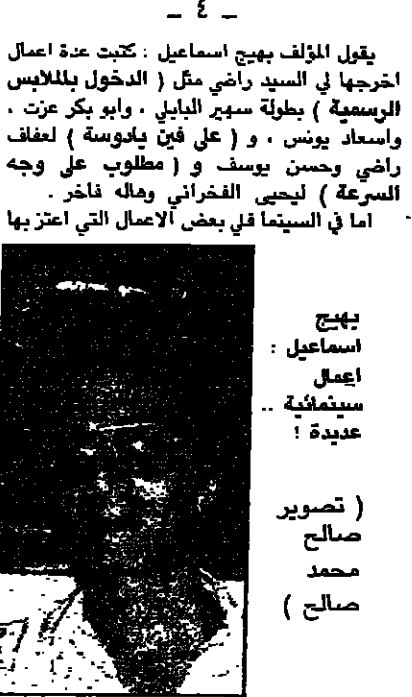 ـ ٤ ـ
يقول المؤلف بهيج اسماعيل : كتبت عدة اعمال
اخرجها لي السيد راضي مثل ( الدخول بالملابس
الرسمية ) بطولة سهير البابلي ، وابو بكر عزت ،
واسعاد يونس ، و ( على فين يادوسة ) لعفاف
راضي وحسن يوسف و ( مطلوب على وجه
السرعة ) ليحيى الفخراني وهاله فاخر .
اما في السينما فلي بعض الاعمال التي اعتز بها
بهيج
اسماعيل :
اعمال
سينمائية ..
عديدة !
( تصوير
صالح
محمد
صالح )